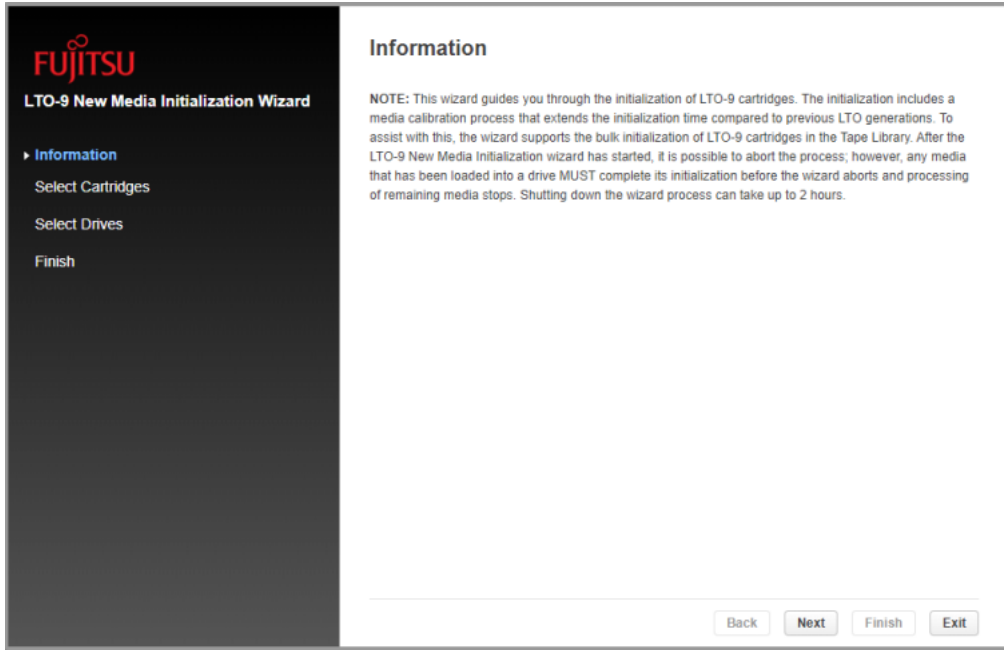 FUJITSU
LTO-9 New Media Initialization Wizard
Information
Select Cartridges
Select Drives
Finish
Information
NOTE: This wizard guides you through the initialization of LTO-9 cartridges. The initialization includes a
media calibration process that extends the initialization time compared to previous LTO generations. To
assist with this, the wizard supports the bulk initialization of LTO-9 cartridges in the Tape Library. After the
LTO-9 New Media Initialization wizard has started, it is possible to abort the process; however, any media
that has been loaded into a drive MUST complete its initialization before the wizard aborts and processing
of remaining media stops. Shutting down the wizard process can take up to 2 hours.
Back Next Finish Exit